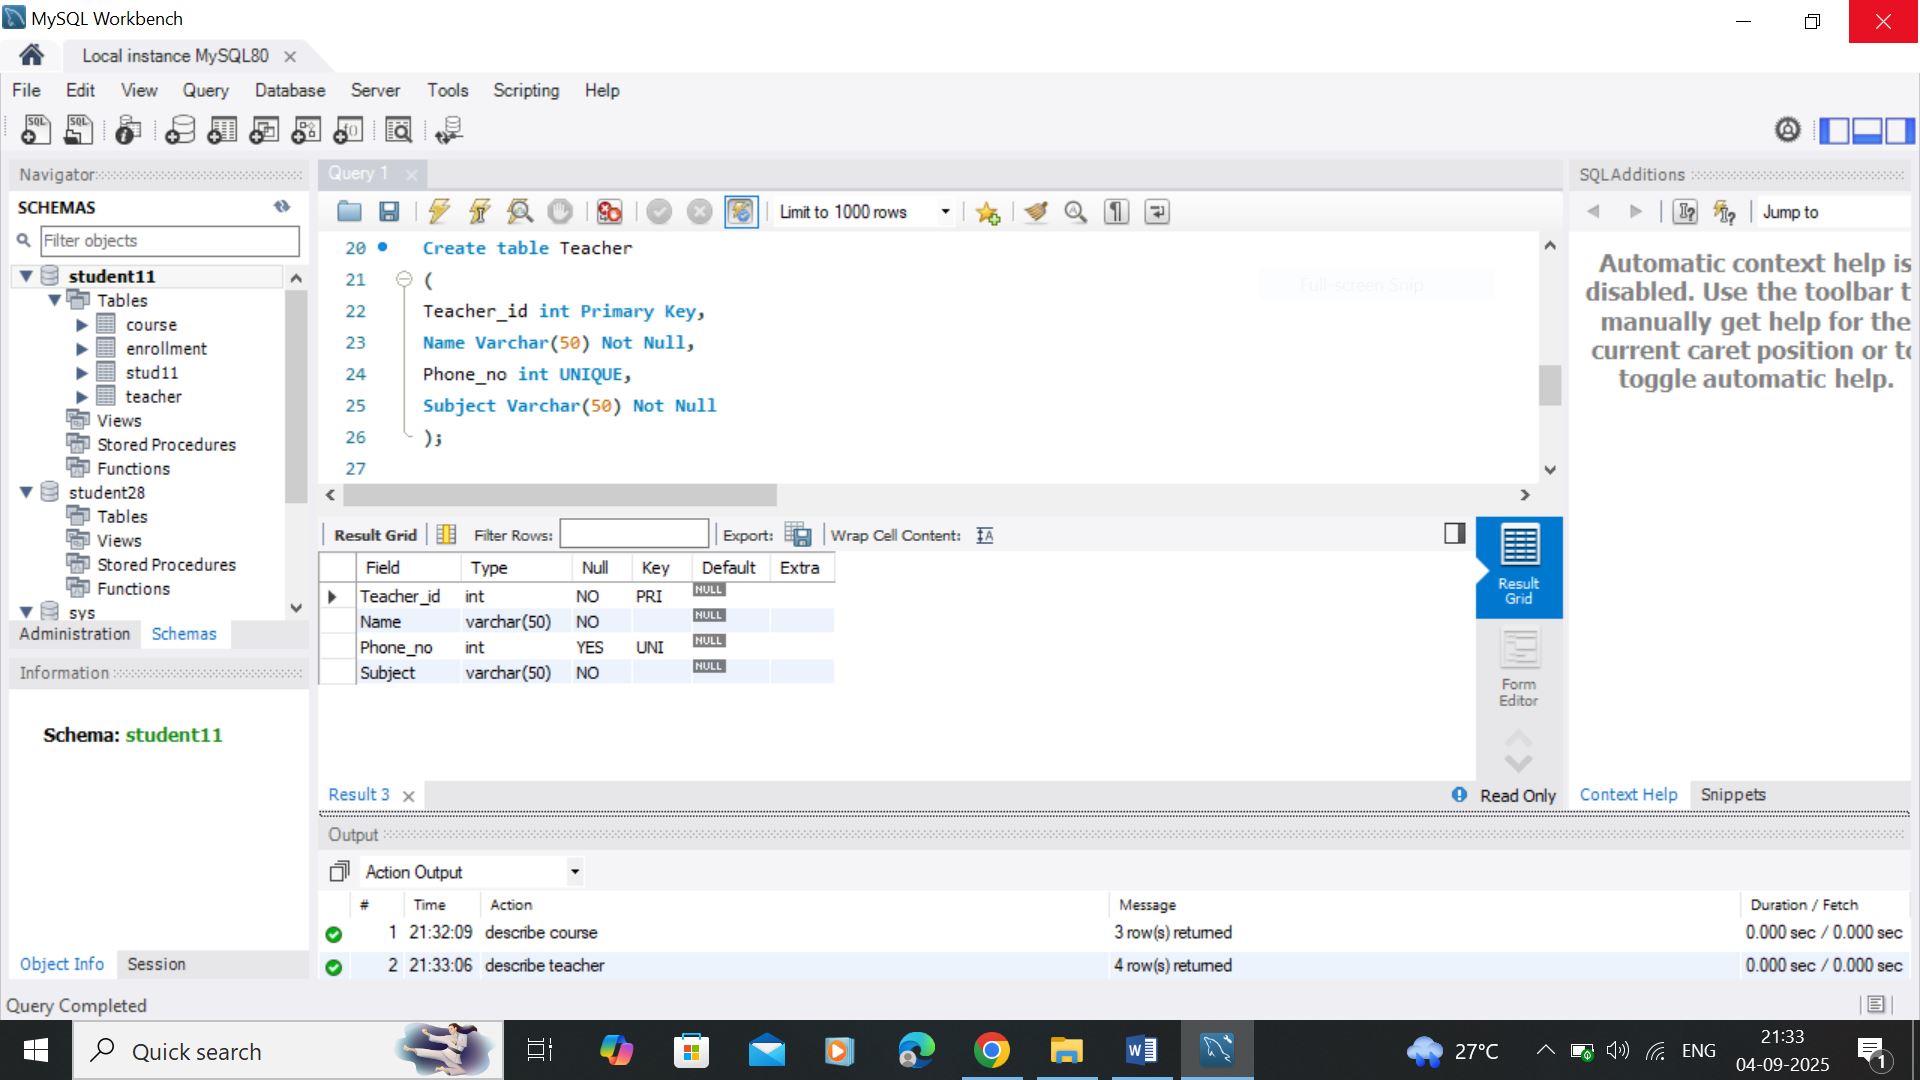 MySQL Workbench
Local instance MySQL80
File Edit View Query Database Server Tools Scripting Help
Navigator
SCHEMAS
Filter objects
student11
Tables
course
enrollment
stud11
teacher
Views
Stored Procedures
Functions
student28
Tables
Views
Stored Procedures
Functions
sys
Administration Schemas
Information
Schema: student11
Object Info Session
Query Completed
Query 1
Limit to 1000 rows
20 Create table Teacher
21 (
22 Teacher_id int Primary Key,
23 Name Varchar(50) Not Null,
24 Phone_no int UNIQUE,
25 Subject Varchar(50) Not Null
26 );
27
Full-screen Snip
Result Grid Filter Rows: Export: Wrap Cell Content:
Field Type Null Key Default Extra
Teacher_id int NO PRI NULL
Name varchar(50) NO NULL
Phone_no int YES UNI NULL
Subject varchar(50) NO NULL
Result
Grid
Form
Editor
Result 3
Read Only
SQLAdditions
Jump to
Automatic context help is
disabled. Use the toolbar t
manually get help for the
current caret position or to
toggle automatic help.
Context Help Snippets
Output
Action Output
# Time Action Message Duration / Fetch
1 21:32:09 describe course 3 row(s) returned 0.000 sec / 0.000 sec
2 21:33:06 describe teacher 4 row(s) returned 0.000 sec / 0.000 sec
Quick search
27°C
ENG
21:33
04-09-2025
1